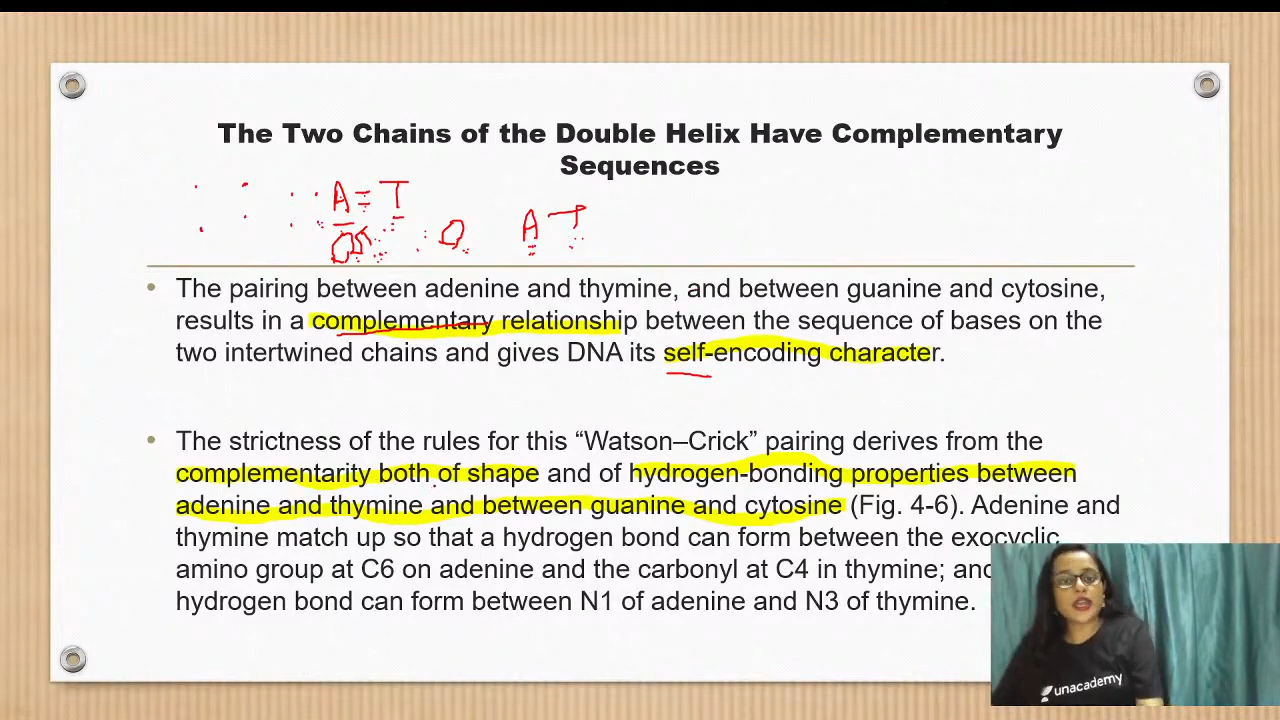 The Two Chains of the Double Helix Have Complementary
Sequences
A = T
A T
• The pairing between adenine and thymine, and between guanine and cytosine,
results in a complementary relationship between the sequence of bases on the
two intertwined chains and gives DNA its self-encoding character.
• The strictness of the rules for this “Watson–Crick” pairing derives from the
complementarity both of shape and of hydrogen-bonding properties between
adenine and thymine and between guanine and cytosine (Fig. 4-6). Adenine and
thymine match up so that a hydrogen bond can form between the exocyclic
amino group at C6 on adenine and the carbonyl at C4 in thymine; and
hydrogen bond can form between N1 of adenine and N3 of thymine.
unacademy